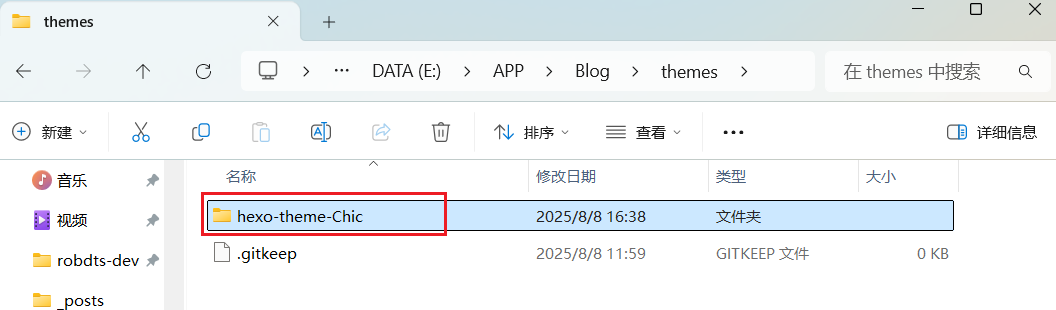 themes
DATA (E:) APP Blog themes 在 themes 中搜索
新建 排序 查看 详细信息
名称 修改日期 类型 大小
音乐
hexo-theme-Chic 2025/8/8 16:38 文件夹
视频
.gitkeep 2025/8/8 11:59 GITKEEP 文件 0 KB
robdts-dev
_posts